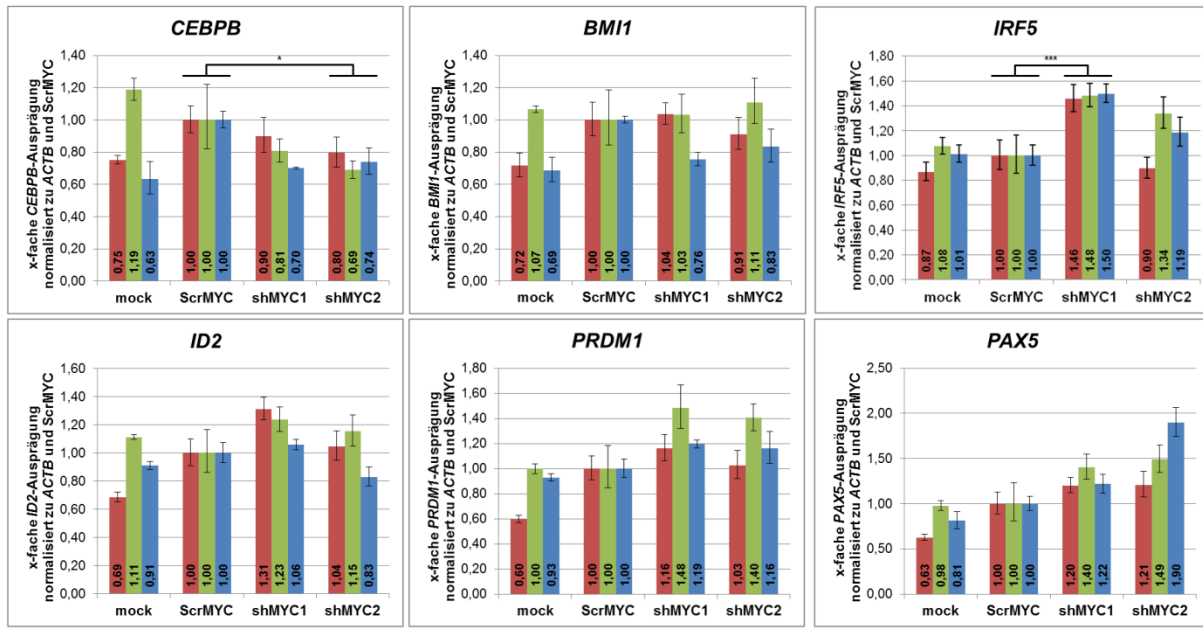 CEBPB
x-fache CEBPB-Ausprägung
normalisiert zu ACTB und ScrMYC
1,40
1,20
1,00
0,80
0,60
0,40
0,20
0,00
*
0,75
1,19
0,63
1,00
1,00
1,00
0,90
0,81
0,70
0,80
0,69
0,74
mock
ScrMYC
shMYC1
shMYC2
BMI1
x-fache BMI1-Ausprägung
normalisiert zu ACTB und ScrMYC
1,40
1,20
1,00
0,80
0,60
0,40
0,20
0,00
0,72
1,07
0,69
1,00
1,00
1,00
1,04
1,03
0,76
0,91
1,11
0,83
mock
ScrMYC
shMYC1
shMYC2
IRF5
x-fache IRF5-Ausprägung
normalisiert zu ACTB und ScrMYC
1,80
1,60
1,40
1,20
1,00
0,80
0,60
0,40
0,20
0,00
***
0,87
1,08
1,01
1,00
1,00
1,00
1,46
1,48
1,50
0,90
1,34
1,19
mock
ScrMYC
shMYC1
shMYC2
ID2
x-fache ID2-Ausprägung
normalisiert zu ACTB und ScrMYC
1,60
1,40
1,20
1,00
0,80
0,60
0,40
0,20
0,00
0,69
1,11
0,91
1,00
1,00
1,00
1,31
1,23
1,06
1,04
1,15
0,83
mock
ScrMYC
shMYC1
shMYC2
PRDM1
x-fache PRDM1-Ausprägung
normalisiert zu ACTB und ScrMYC
1,80
1,60
1,40
1,20
1,00
0,80
0,60
0,40
0,20
0,00
0,60
1,00
0,93
1,00
1,00
1,00
1,16
1,48
1,19
1,03
1,40
1,16
mock
ScrMYC
shMYC1
shMYC2
PAX5
x-fache PAX5-Ausprägung
normalisiert zu ACTB und ScrMYC
2,50
2,00
1,50
1,00
0,50
0,00
0,63
0,98
0,81
1,00
1,00
1,00
1,20
1,40
1,22
1,21
1,49
1,90
mock
ScrMYC
shMYC1
shMYC2